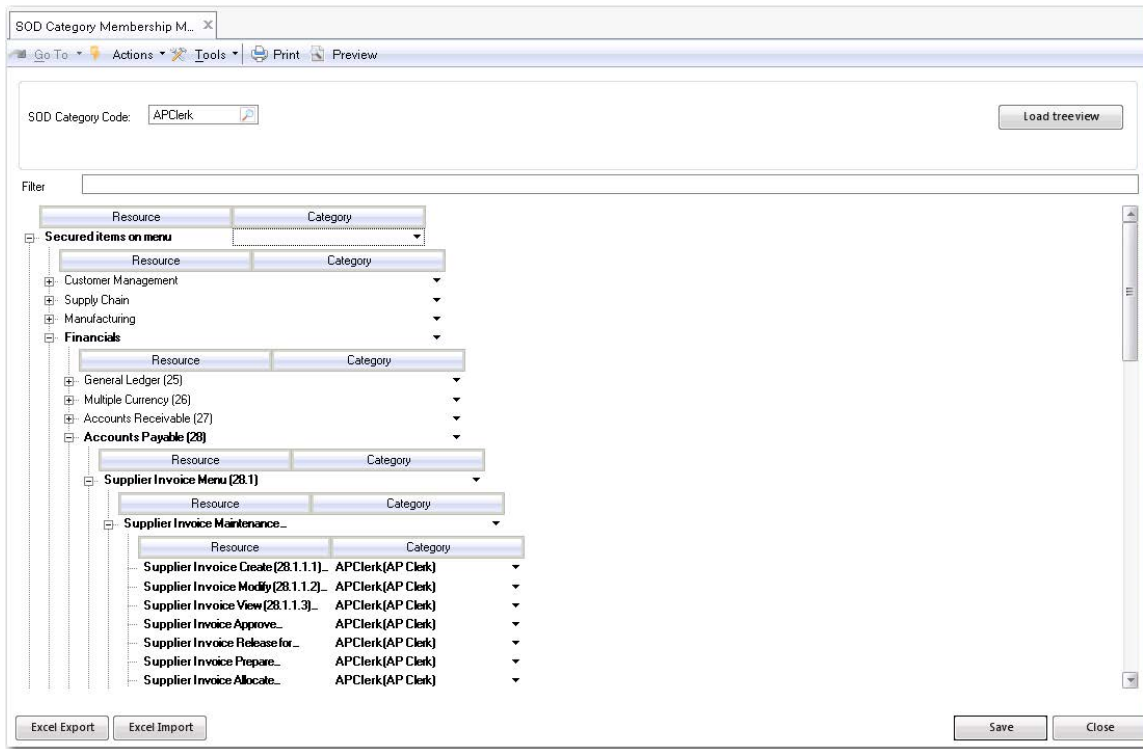 SOD Category Membership M...
Go To Actions Tools Print Preview
SOD Category Code: APClerk Load treeview
Filter
Resource Category
Secured items on menu
Resource Category
Customer Management
Supply Chain
Manufacturing
Financials
Resource Category
General Ledger (25)
Multiple Currency (26)
Accounts Receivable (27)
Accounts Payable (28)
Resource Category
Supplier Invoice Menu (28.1)
Resource Category
Supplier Invoice Maintenance...
Resource Category
Supplier Invoice Create (28.1.1.1)... APClerk(AP Clerk)
Supplier Invoice Modify (28.1.1.2)... APClerk(AP Clerk)
Supplier Invoice View (28.1.1.3)... APClerk(AP Clerk)
Supplier Invoice Approve... APClerk(AP Clerk)
Supplier Invoice Release for... APClerk(AP Clerk)
Supplier Invoice Prepare... APClerk(AP Clerk)
Supplier Invoice Allocate... APClerk(AP Clerk)
Excel Export Excel Import Save Close